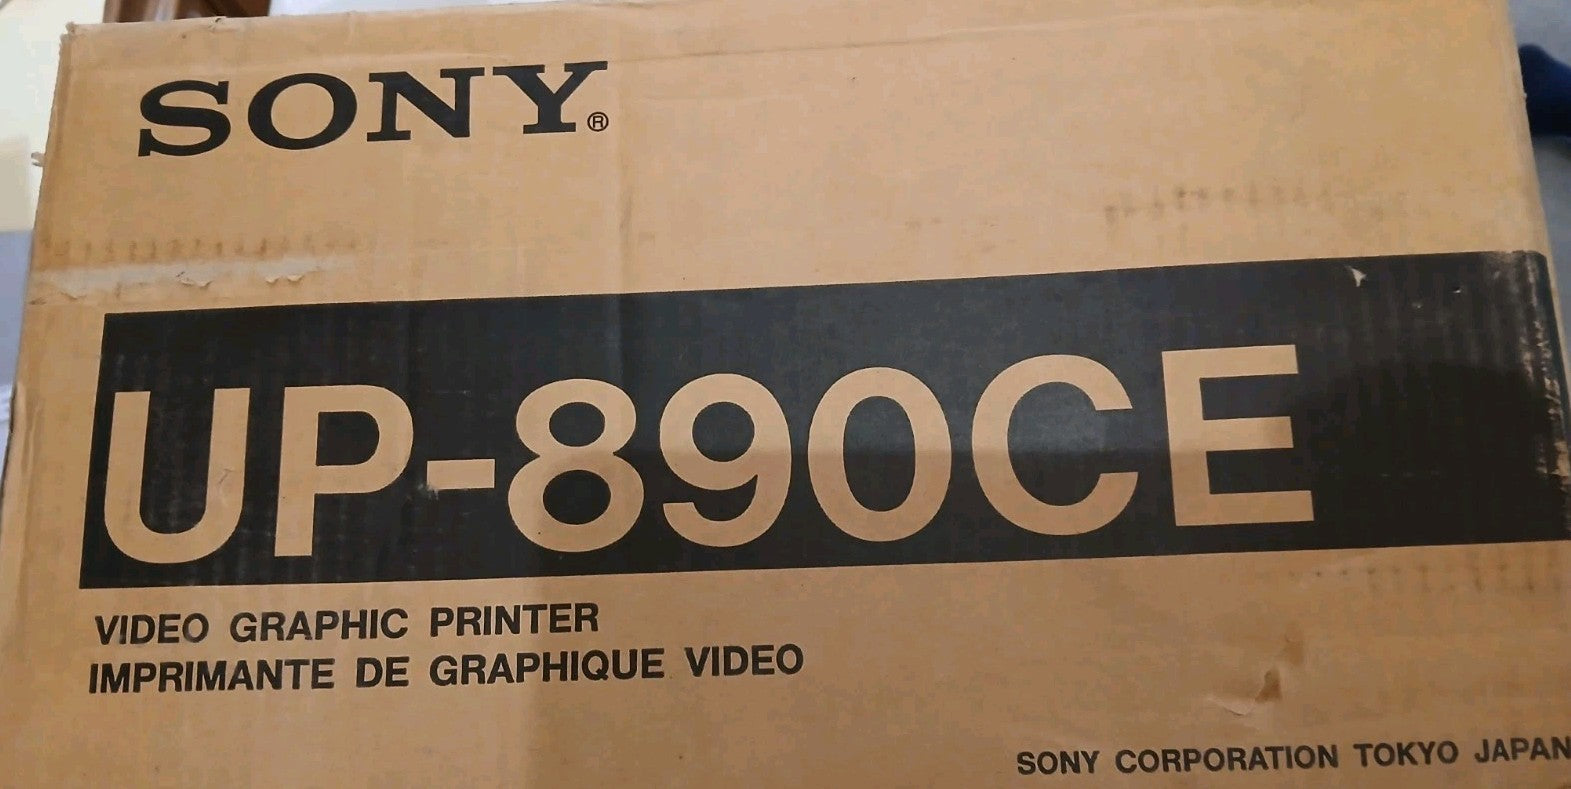 SONY®
UP-890CE
VIDEO GRAPHIC PRINTER
IMPRIMANTE DE GRAPHIQUE VIDEO
SONY CORPORATION TOKYO JAPAN